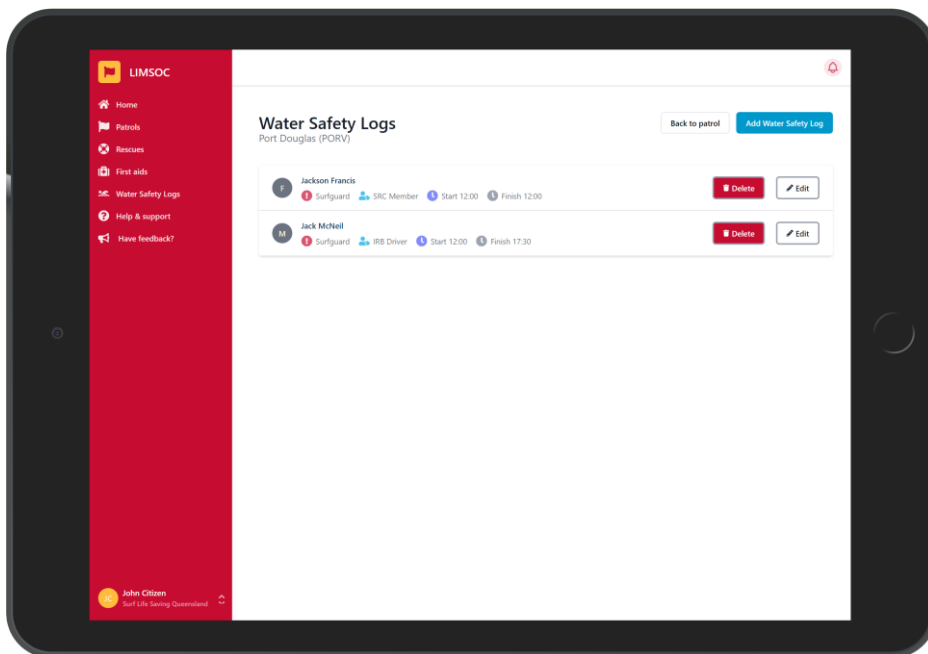 LIMSOC
Home
Patrols
Rescues
First aids
Water Safety Logs
Help & support
Have feedback?
JC
John Citizen
Surf Life Saving Queensland
Water Safety Logs
Port Douglas (PORV)
Back to patrol
Add Water Safety Log
F
Jackson Francis
Surfguard SRC Member Start 12:00 Finish 12:00
Delete
Edit
M
Jack McNeil
Surfguard IRB Driver Start 12:00 Finish 17:30
Delete
Edit